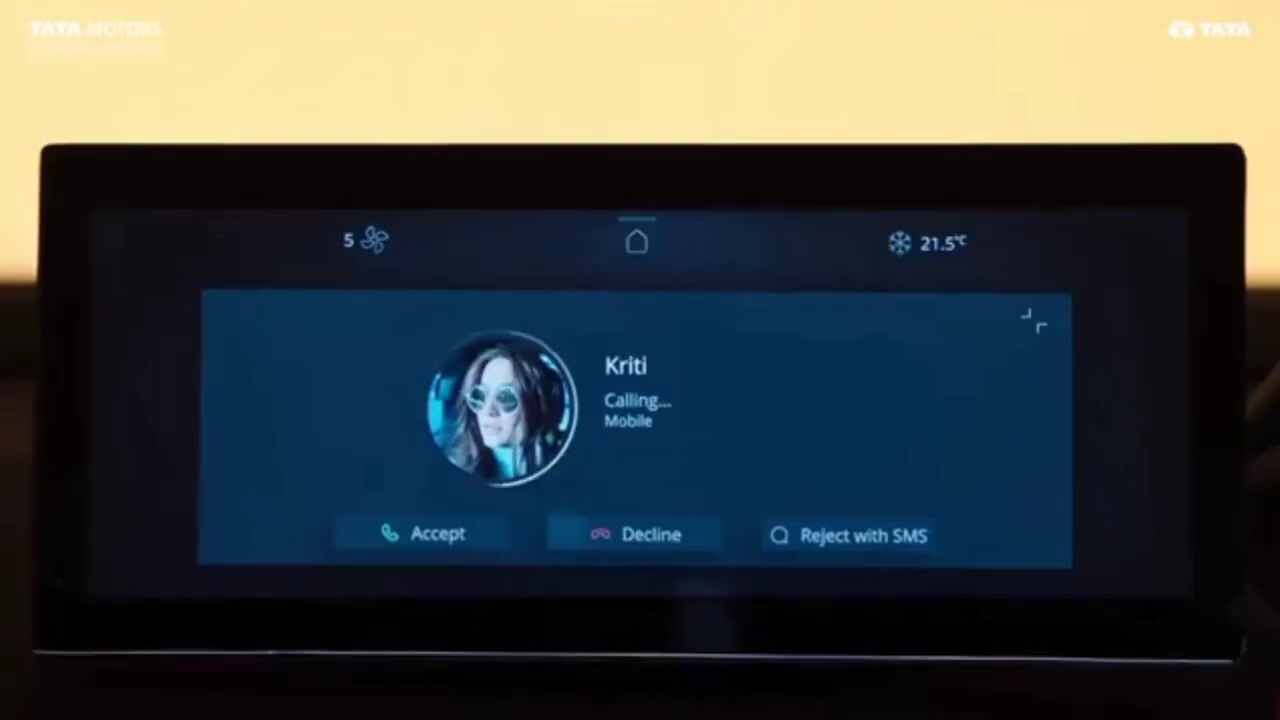 TATA MOTORS
TATA
5
21.5°C
Kriti
Calling...
Mobile
Accept
Decline
Reject with SMS